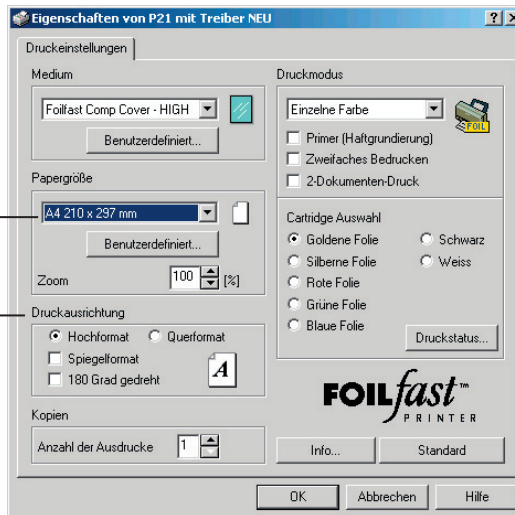 Eigenschaften von P21 mit Treiber NEU
Druckeinstellungen
Medium
Foilfast Comp Cover - HIGH
Benutzerdefiniert...
Papergröße
A4 210 x 297 mm
Benutzerdefiniert...
Zoom 100 [%]
Druckausrichtung
Hochformat Querformat
Spiegelformat
180 Grad gedreht
A
Kopien
Anzahl der Ausdrucke 1
Druckmodus
Einzelne Farbe
FOIL
Primer (Haftgrundierung)
Zweifaches Bedrucken
2-Dokumenten-Druck
Cartridge Auswahl
Goldene Folie Schwarz
Silberne Folie Weiss
Rote Folie
Grüne Folie
Blaue Folie
Druckstatus...
FOILfast™
PRINTER
Info... Standard
OK Abbrechen Hilfe